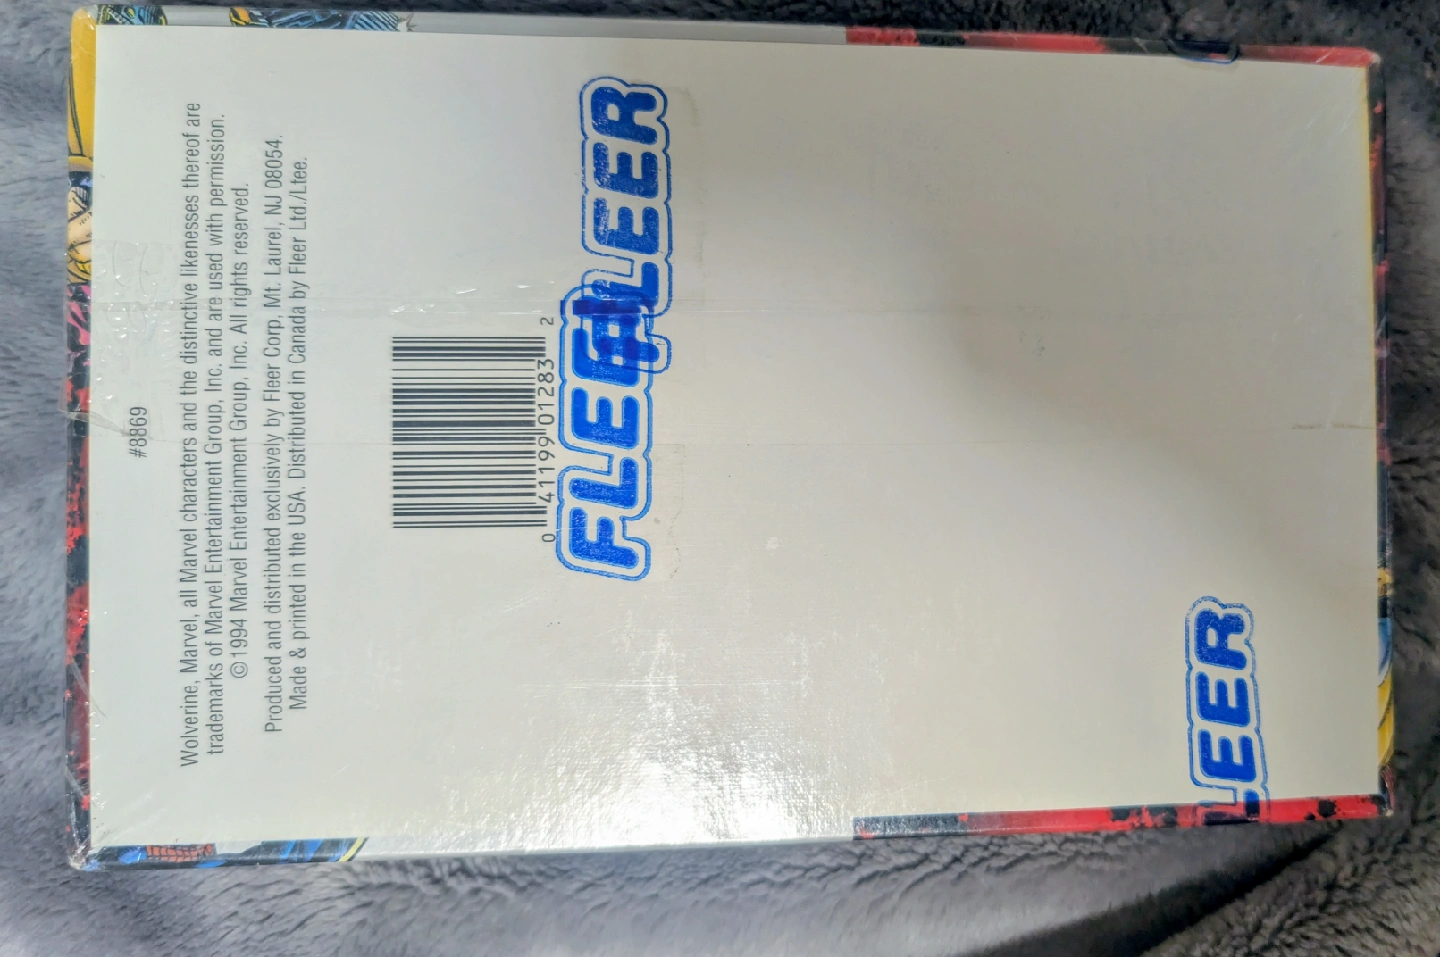 #8869
Wolverine, Marvel, all Marvel characters and the distinctive likenesses thereof are
trademarks of Marvel Entertainment Group, Inc. and are used with permission.
©1994 Marvel Entertainment Group, Inc. All rights reserved.
Produced and distributed exclusively by Fleer Corp., Mt. Laurel, NJ 08054.
Made & printed in the USA. Distributed in Canada by Fleer Ltd./Ltee.
0 41199 01283 2
FLEER
FLEER
LEER